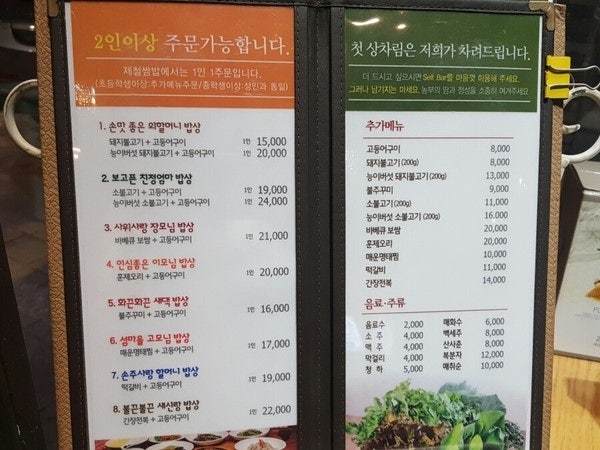 2인이상 주문가능합니다.
제철쌈밥에서는 1인 1주문입니다.
(초등학생이상:추가메뉴주문/중학생이상:성인과 동일)
1. 손맛 좋은 외할머니 밥상
돼지불고기 + 고등어구이 1인 15,000
능이버섯 돼지불고기 + 고등어구이 1인 20,000
2. 보고픈 친정엄마 밥상
소불고기 + 고등어구이 1인 19,000
능이버섯 소불고기 + 고등어구이 1인 24,000
3. 사위사랑 장모님 밥상
바베큐 보쌈 + 고등어구이 1인 21,000
4. 인심좋은 이모님 밥상
훈제오리 + 고등어구이 1인 20,000
5. 화끈화끈 새댁 밥상
불주꾸미 + 고등어구이 1인 16,000
6. 섬마을 고모님 밥상
매운명태찜 + 고등어구이 1인 17,000
7. 손주사랑 할머니 밥상
떡갈비 + 고등어구이 1인 19,000
8. 불끈불끈 새신랑 밥상
간장전복 + 고등어구이 1인 22,000
첫 상차림은 저희가 차려드립니다.
더 드시고 싶으시면 Self Bar를 마음껏 이용해 주세요.
그러나 남기지는 마세요. 농부의 땀과 정성을 소중히 여겨주세요
추가메뉴
고등어구이 8,000
돼지불고기 (200g) 8,000
능이버섯 돼지불고기 (200g) 13,000
불주꾸미 9,000
소불고기 (200g) 11,000
능이버섯 소불고기 (200g) 16,000
바베큐 보쌈 20,000
훈제오리 20,000
매운명태찜 10,000
떡갈비 11,000
간장전복 14,000
음료·주류
음료수 2,000 매화수 6,000
소 주 4,000 백세주 8,000
맥 주 4,000 산사춘 8,000
막걸리 4,000 복분자 12,000
청 하 5,000 매취순 10,000